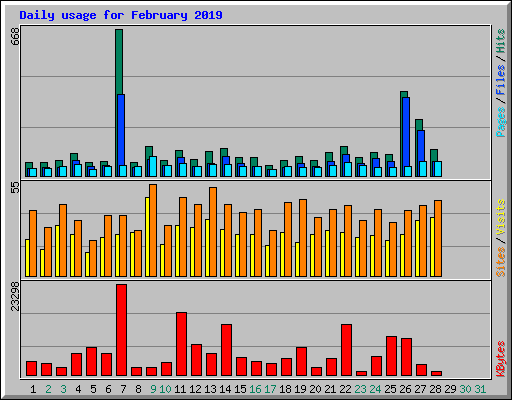 Daily usage for February 2019
668
Pages / Files / Hits
55
Sites / Visits
23298
KBytes
1 2 3 4 5 6 7 8 9 10 11 12 13 14 15 16 17 18 19 20 21 22 23 24 25 26 27 28 29 30 31